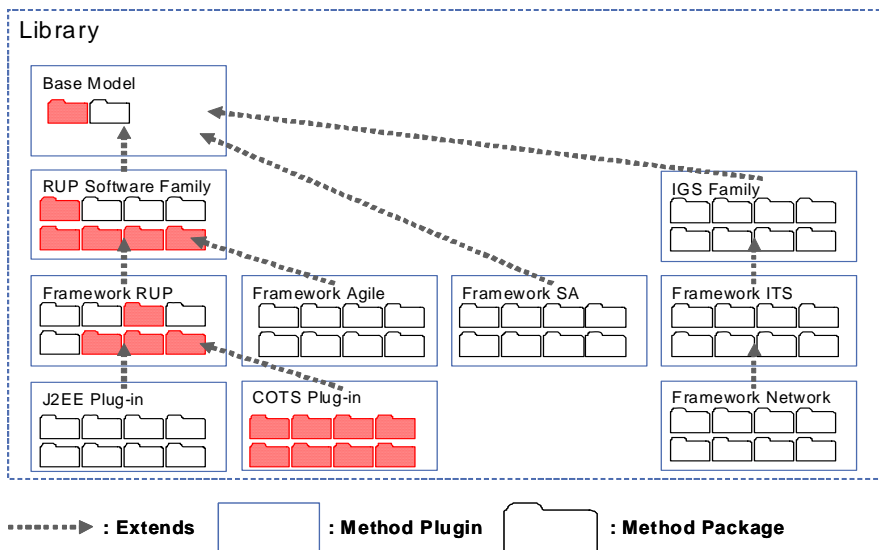 Library
Base Model
RUP Software Family
IGS Family
Framework RUP
Framework Agile
Framework SA
Framework ITS
J2EE Plug-in
COTS Plug-in
Framework Network
: Extends
: Method Plugin
: Method Package